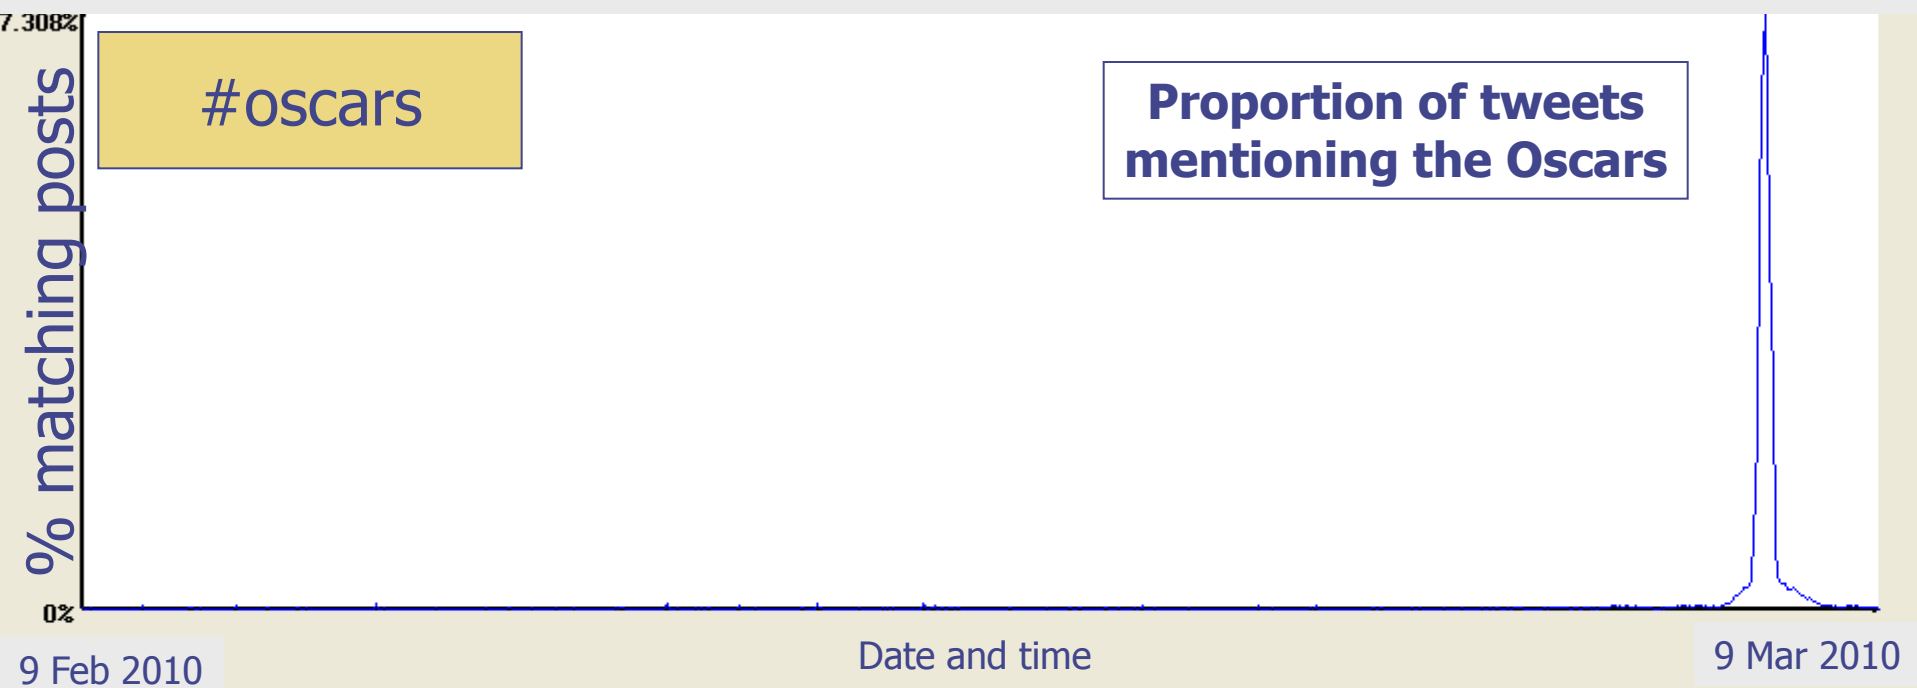 7.308%
#oscars
Proportion of tweets
mentioning the Oscars
% matching posts
0%
9 Feb 2010
Date and time
9 Mar 2010